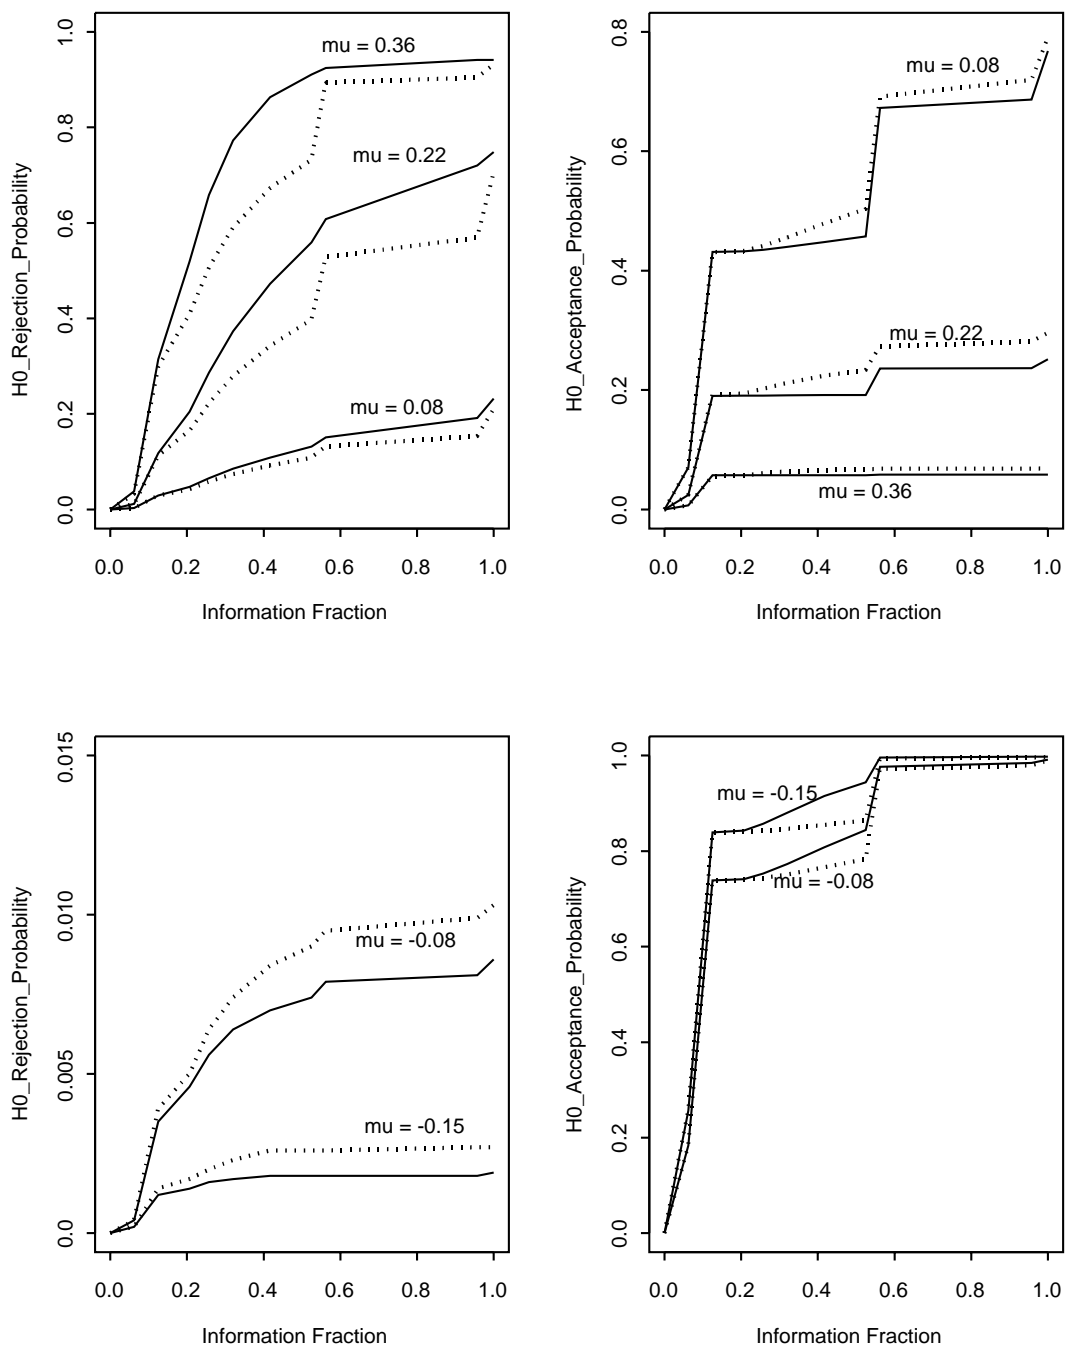 H0_Rejection_Probability
1.0
0.8
0.6
0.4
0.2
0.0
mu = 0.36
mu = 0.22
mu = 0.08
0.0 0.2 0.4 0.6 0.8 1.0
Information Fraction
H0_Acceptance_Probability
0.8
0.6
0.4
0.2
0.0
mu = 0.08
mu = 0.22
mu = 0.36
0.0 0.2 0.4 0.6 0.8 1.0
Information Fraction
H0_Rejection_Probability
0.015
0.010
0.005
0.0
mu = -0.08
mu = -0.15
0.0 0.2 0.4 0.6 0.8 1.0
Information Fraction
H0_Acceptance_Probability
1.0
0.8
0.6
0.4
0.2
0.0
mu = -0.15
mu = -0.08
0.0 0.2 0.4 0.6 0.8 1.0
Information Fraction